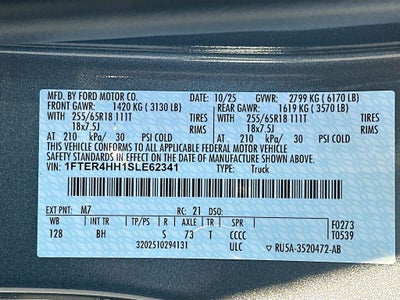 MFD. BY FORD MOTOR CO. 10/25 GVWR: 2799 KG ( 6170 LB)
FRONT GAWR: 1420 KG ( 3130 LB) REAR GAWR: 1619 KG ( 3570 LB)
WITH 255/65R18 111T TIRES WITH 255/65R18 111T TIRES
18x7.5J RIMS 18x7.5J RIMS
AT 210 kPa/ 30 PSI COLD AT 210 kPa/ 30 PSI COLD
THIS VEHICLE CONFORMS TO ALL APPLICABLE FEDERAL MOTOR VEHICLE
SAFETY AND THEFT PREVENTION STANDARDS IN EFFECT ON THE DATE OF MANUFACTURE SHOWN ABOVE.
VIN: 1FTER4HH1SLE62341 TYPE: Truck
EXT PNT: M7 RC: 21 DSO: F0273
WB INT TR TP/PS R AXLE TR SPR T0539
128 BH S 73 T CCCC
3202510294131 ULC RU5A-3520472-AB